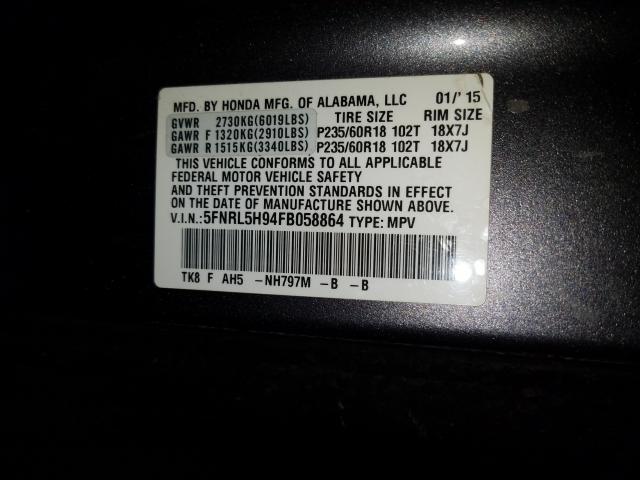 MFD. BY HONDA MFG. OF ALABAMA, LLC 01/'15
GVWR 2730KG(6019LBS) TIRE SIZE RIM SIZE
GAWR F 1320KG(2910LBS) P235/60R18 102T 18X7J
GAWR R 1515KG(3340LBS) P235/60R18 102T 18X7J
THIS VEHICLE CONFORMS TO ALL APPLICABLE
FEDERAL MOTOR VEHICLE SAFETY
AND THEFT PREVENTION STANDARDS IN EFFECT
ON THE DATE OF MANUFACTURE SHOWN ABOVE.
V.I.N.:5FNRL5H94FB058864 TYPE: MPV
TK8 F AH5 -NH797M -B -B